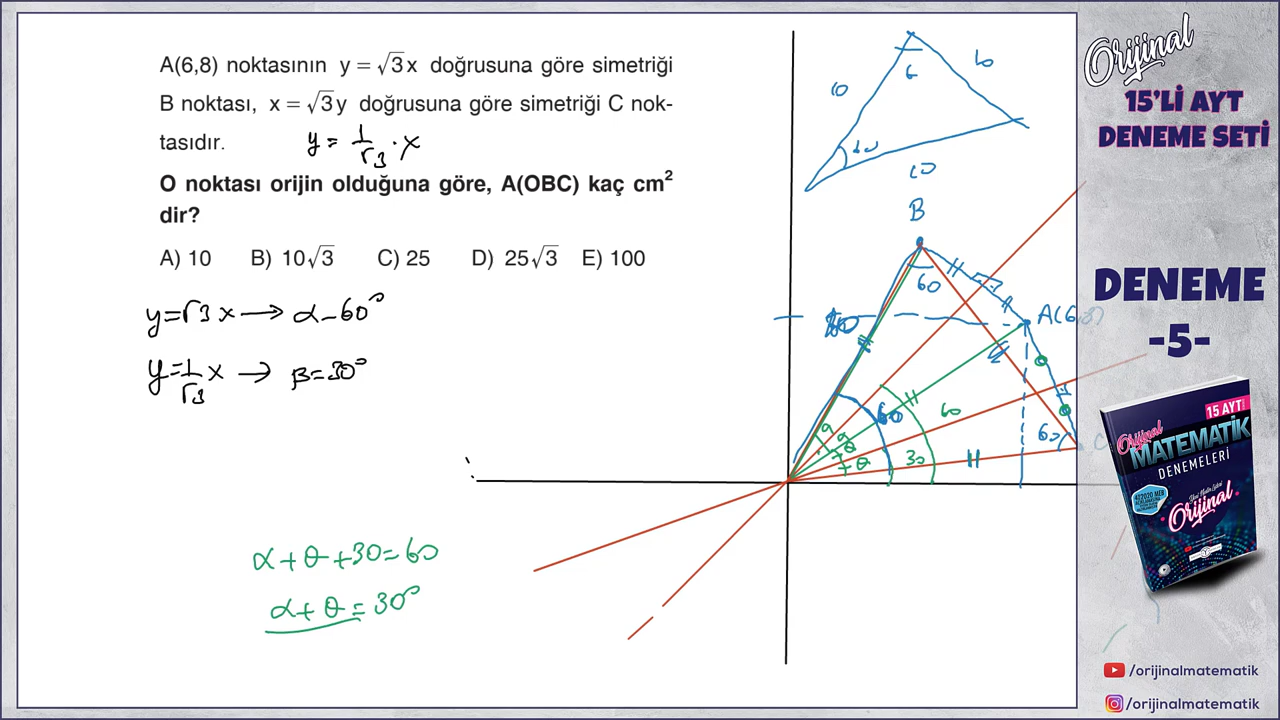 A(6,8) noktasının y = √3x doğrusuna göre simetriği
B noktası, x = √3y doğrusuna göre simetriği C nok-
tasıdır.
y = 1/√3 · x
O noktası orijin olduğuna göre, A(OBC) kaç cm²
dir?
A) 10 B) 10√3 C) 25 D) 25√3 E) 100
y=√3x → α=60°
y=1/√3x → β=30°
α+θ+30=60
α+θ=30°
10
6
10
10
B
60
A(6,8)
60
60
30
60
α
α
θ
θ
C
Orijinal
15'Lİ AYT
DENEME SETİ
DENEME
-5-
15 AYT
Orijinal
MATEMATİK
DENEMELERİ
Orijinal
/orijinalmatematik
/orijinalmatematik